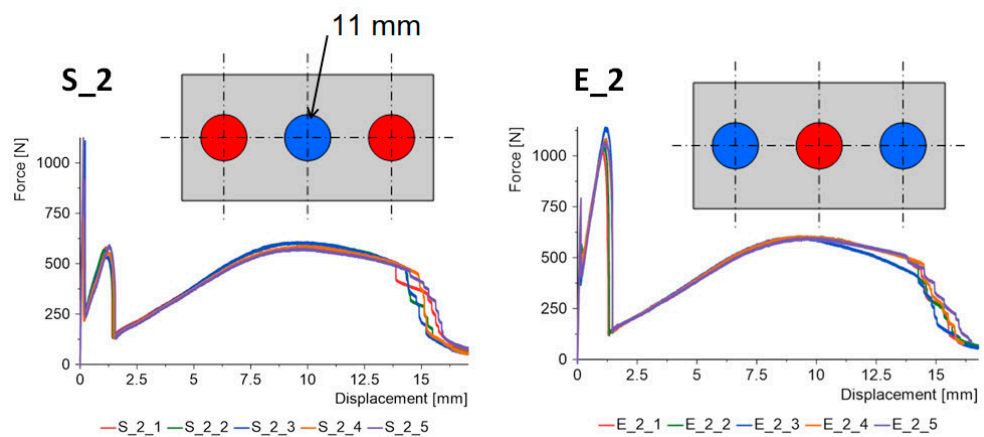 11 mm
S_2
Force [N]
1000
750
500
250
0
0 2.5 5 7.5 10 12.5 15
Displacement [mm]
S_2_1 S_2_2 S_2_3 S_2_4 S_2_5
E_2
Force [N]
1000
750
500
250
0
0 2.5 5 7.5 10 12.5 15
Displacement [mm]
E_2_1 E_2_2 E_2_3 E_2_4 E_2_5